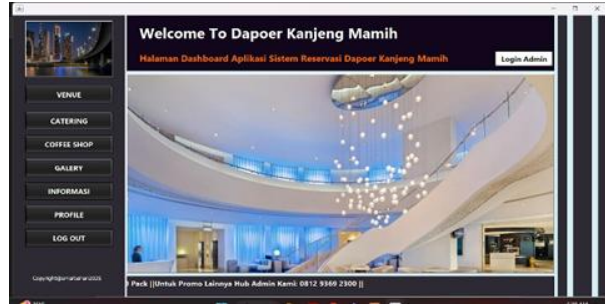 Welcome To Dapoer Kanjeng Mamih
Halaman Dashboard Aplikasi Sistem Reservasi Dapoer Kanjeng Mamih
Login Admin
VENUE
CATERING
COFFEE SHOP
GALERY
INFORMASI
PROFILE
LOG OUT
Pack ||Untuk Promo Lainnya Hub Admin Kami: 0812 9369 2300 ||